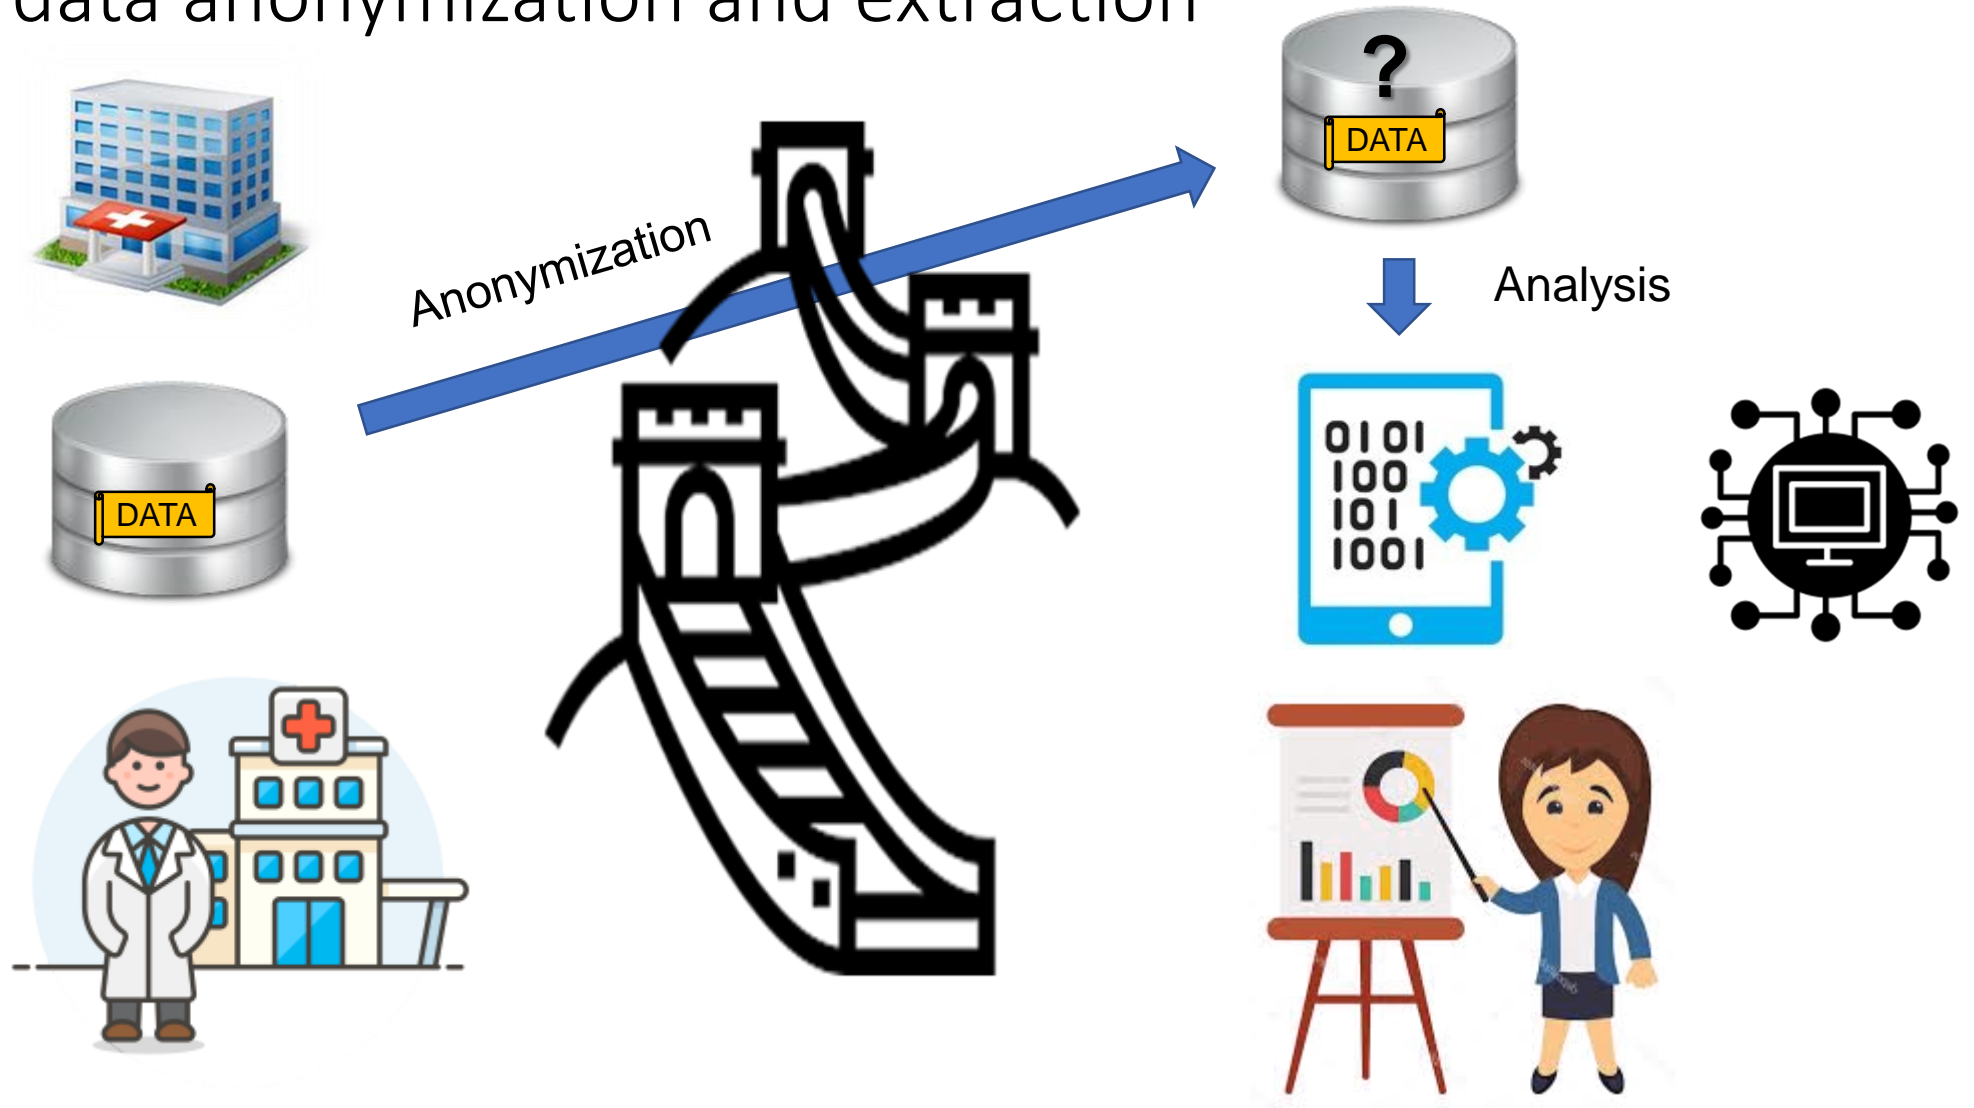 data anonymization and extraction
?
DATA
Anonymization
Analysis
0101
100
101
1001
DATA